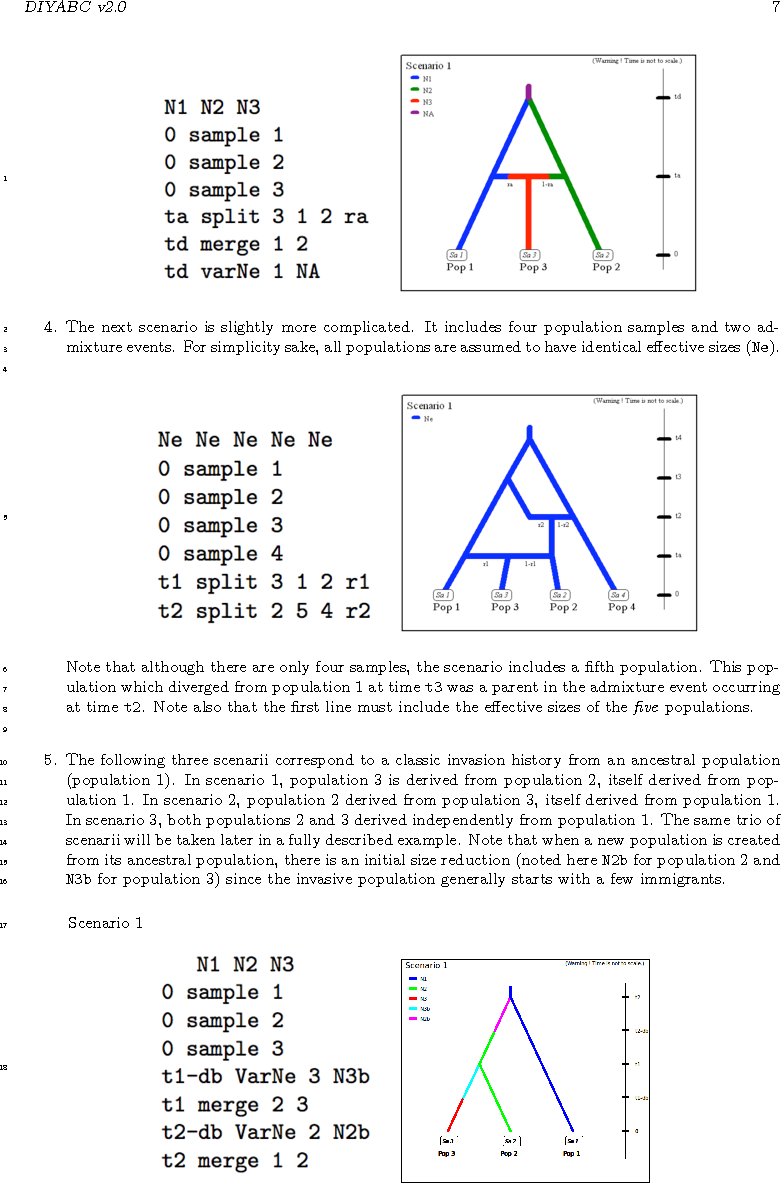 DIYABC v2.0 7
N1 N2 N3
0 sample 1
0 sample 2
0 sample 3
ta split 3 1 2 ra
td merge 1 2
td varNe 1 NA
Scenario 1
(Warning ! Time is not to scale.)
N1
N2
N3
NA
td
ta
0
ra 1-ra
Sa 1 Sa 3 Sa 2
Pop 1 Pop 3 Pop 2
1
2 4. The next scenario is slightly more complicated. It includes four population samples and two ad-
3 mixture events. For simplicity sake, all populations are assumed to have identical effective sizes (Ne).
4
Ne Ne Ne Ne Ne
0 sample 1
0 sample 2
0 sample 3
0 sample 4
t1 split 3 1 2 r1
t2 split 2 5 4 r2
Scenario 1
(Warning ! Time is not to scale.)
Ne
t4
t3
t2
ta
0
r2 1-r2
r1 1-r1
Sa 1 Sa 3 Sa 2 Sa 4
Pop 1 Pop 3 Pop 2 Pop 4
5
6 Note that although there are only four samples, the scenario includes a fifth population. This pop-
7 ulation which diverged from population 1 at time t3 was a parent in the admixture event occurring
8 at time t2. Note also that the first line must include the effective sizes of the five populations.
9
10 5. The following three scenarii correspond to a classic invasion history from an ancestral population
11 (population 1). In scenario 1, population 3 is derived from population 2, itself derived from pop-
12 ulation 1. In scenario 2, population 2 derived from population 3, itself derived from population 1.
13 In scenario 3, both populations 2 and 3 derived independently from population 1. The same trio of
14 scenarii will be taken later in a fully described example. Note that when a new population is created
15 from its ancestral population, there is an initial size reduction (noted here N2b for population 2 and
16 N3b for population 3) since the invasive population generally starts with a few immigrants.
17 Scenario 1
N1 N2 N3
0 sample 1
0 sample 2
0 sample 3
t1-db VarNe 3 N3b
t1 merge 2 3
t2-db VarNe 2 N2b
t2 merge 1 2
Scenario 1
(Warning ! Time is not to scale.)
N1
N2
N3
N3b
N2b
t2
t2-db
t1
t1-db
0
Sa 3 Sa 2 Sa 1
Pop 3 Pop 2 Pop 1
18